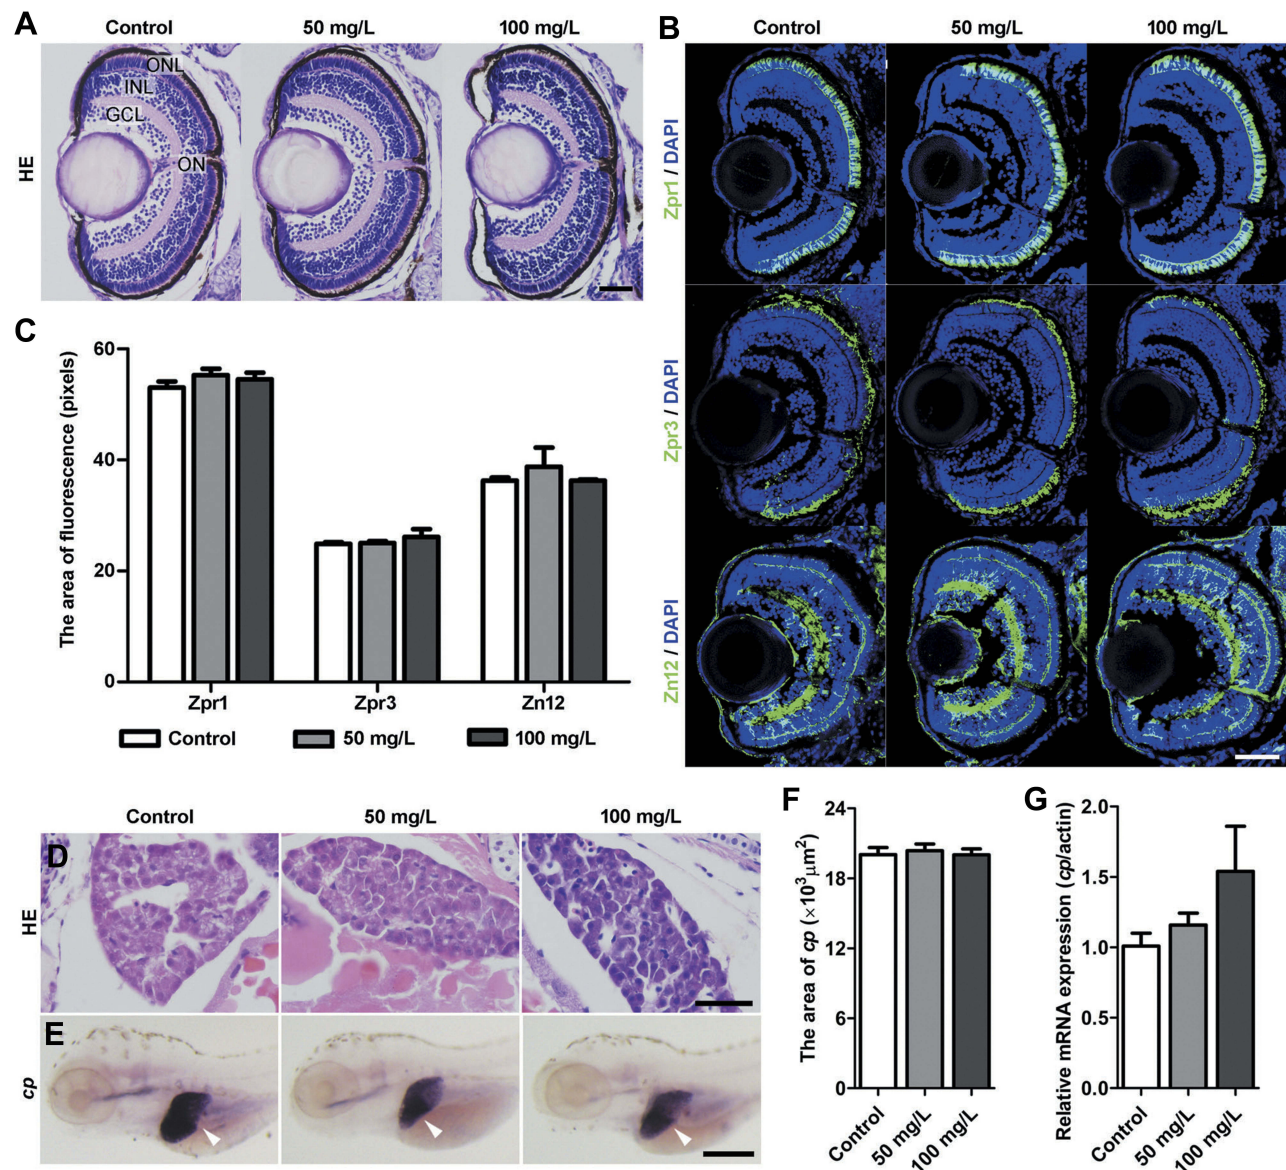 A
Control
50 mg/L
100 mg/L
HE
ONL
INL
GCL
ON
B
Control
50 mg/L
100 mg/L
Zpr1 / DAPI
Zpr3 / DAPI
Zn12 / DAPI
C
The area of fluorescence (pixels)
60
40
20
0
Zpr1
Zpr3
Zn12
Control
50 mg/L
100 mg/L
Control
50 mg/L
100 mg/L
D
HE
E
cp
F
The area of cp (×10³μm²)
24
18
12
6
0
Control
50 mg/L
100 mg/L
G
Relative mRNA expression (cp/actin)
2.0
1.5
1.0
0.5
0.0
Control
50 mg/L
100 mg/L